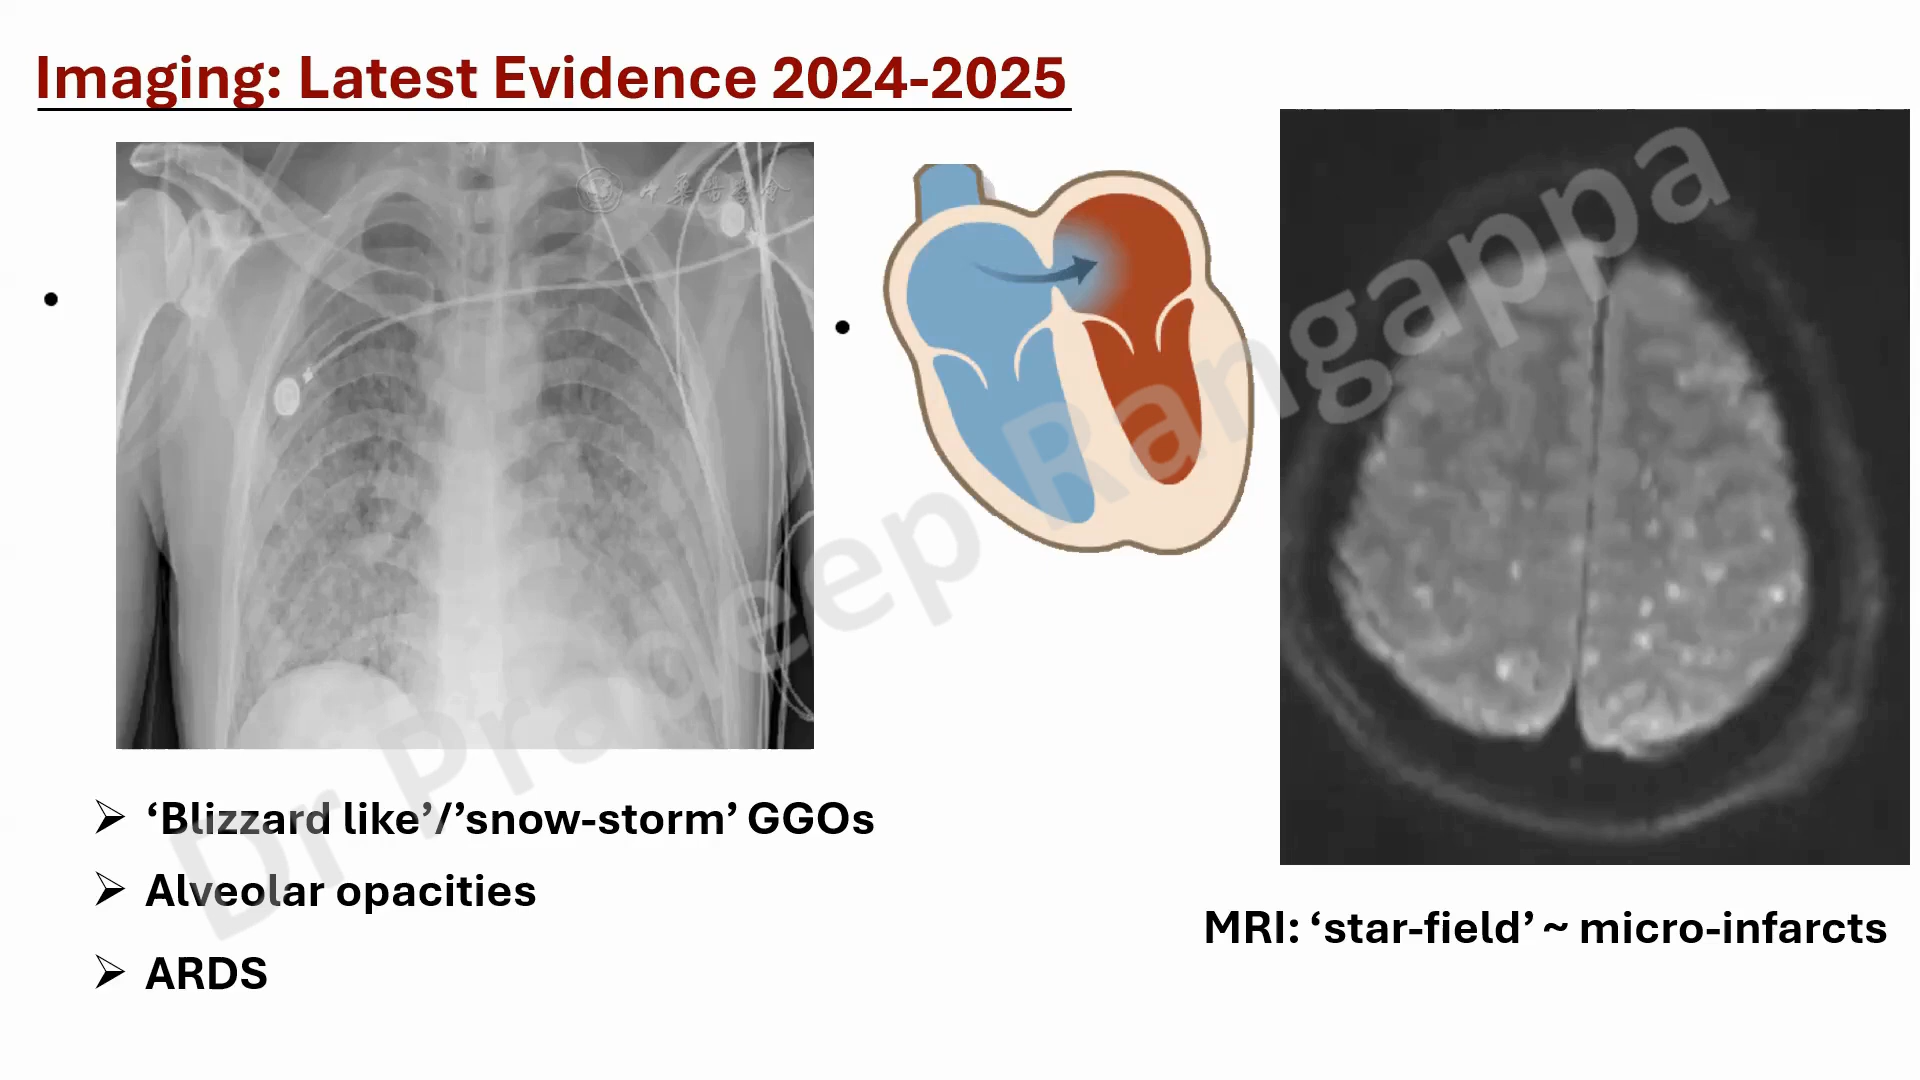 Imaging: Latest Evidence 2024-2025
‘Blizzard like’/’snow-storm’ GGOs
Alveolar opacities
ARDS
MRI: ‘star-field’ ~ micro-infarcts
Dr Pradeep Rangappa